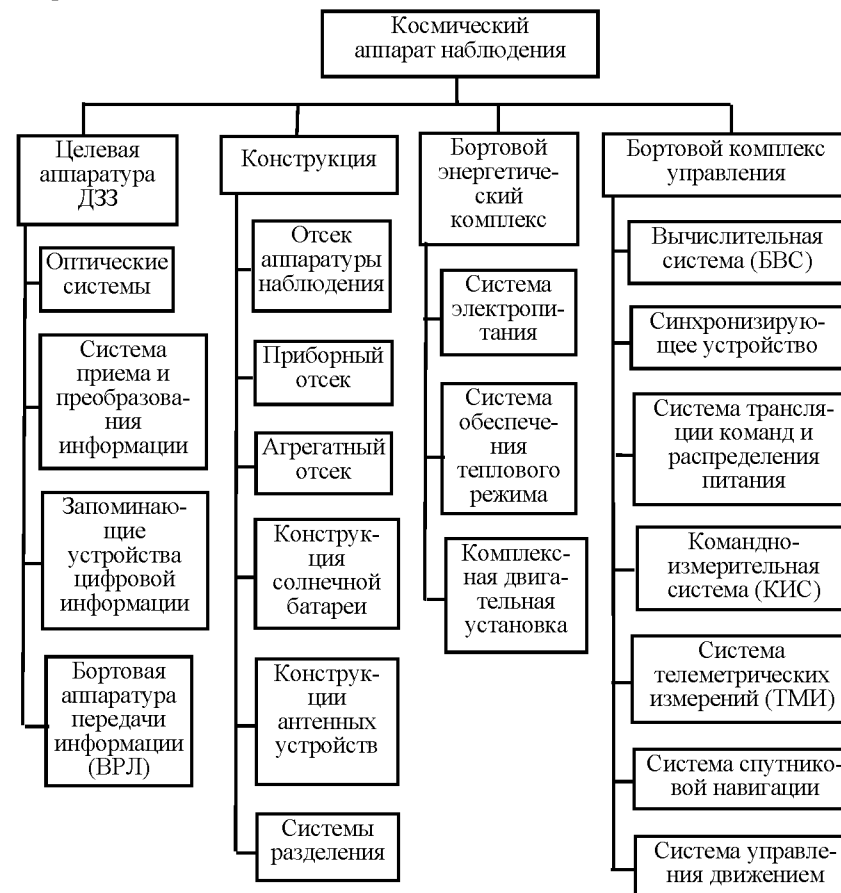 Космический
аппарат наблюдения
Целевая
аппаратура
ДЗЗ
Оптические
системы
Система
приема и
преобразова
ния
информации
Запоминаю-
щие
устройства
цифровой
информации
Бортовая
аппаратура
передачи
информации
(ВРЛ)
Конструкция
Отсек
аппаратуры
наблюдения
Приборный
отсек
Агрегатный
отсек
Конструк-
ция
солнечной
батареи
Конструк-
ции
антенных
устройств
Системы
разделения
Бортовой
энергетиче-
ский
комплекс
Система
электропи-
тания
Система
обеспечения
теплового
режима
Комплекс-
ная двига-
тельная
установка
Бортовой комплекс
управления
Вычислительная
система (БВС)
Синхронизирую-
щее устройство
Система трансля-
ции команд и
распределения
питания
Командно-
измерительная
система (КИС)
Система
телеметрических
измерений (ТМИ)
Система спутнико-
вой навигации
Система управле-
ния движением